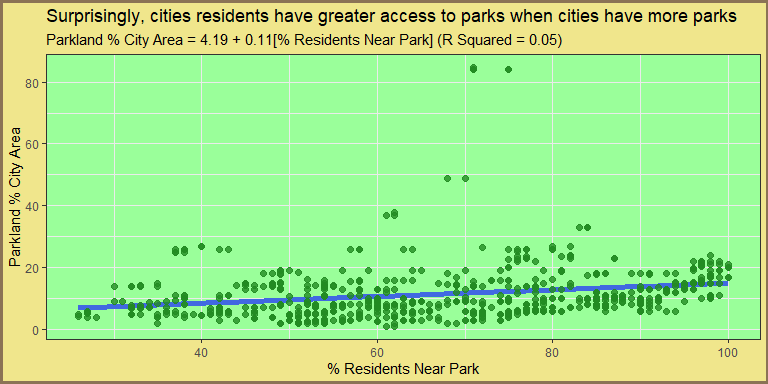 Surprisingly, cities residents have greater access to parks when cities have more parks
Parkland % City Area = 4.19 + 0.11[% Residents Near Park] (R Squared = 0.05)
80
60
40
20
0
Parkland % City Area
40
60
80
100
% Residents Near Park